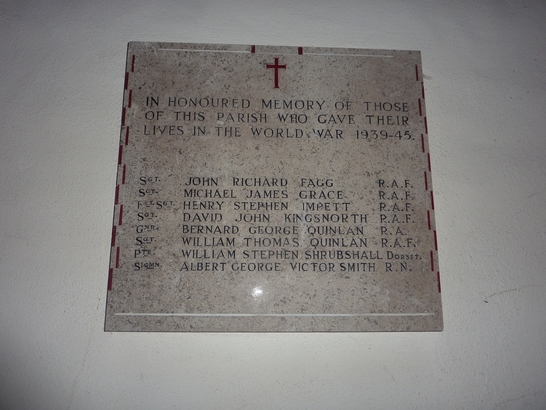 IN HONOURED MEMORY OF THOSE
OF THIS PARISH WHO GAVE THEIR
LIVES IN THE WORLD WAR 1939-45.
SGT. JOHN RICHARD FAGG R.A.F.
SGT. MICHAEL JAMES GRACE R.A.F.
FLT. SGT. HENRY STEPHEN IMPETT R.A.F.
SGT. DAVID JOHN KINGSNORTH R.A.F.
GNR. BERNARD GEORGE QUINLAN R.A.
SGT. WILLIAM THOMAS QUINLAN R.A.F.
PTE. WILLIAM STEPHEN SHRUBSHALL DORSET.
SIGMN. ALBERT GEORGE VICTOR SMITH R.N.